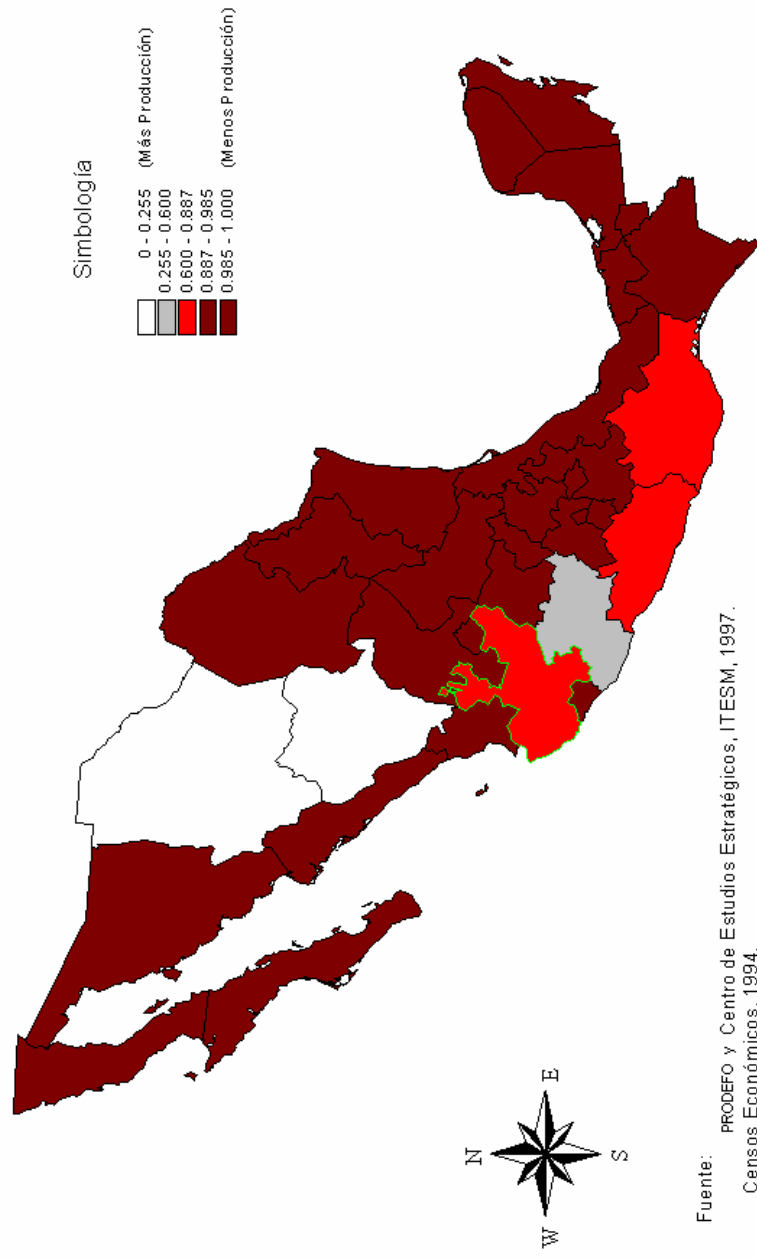 Simbología
0 - 0.255 (Más Producción)
0.255 - 0.600
0.600 - 0.887
0.887 - 0.985
0.985 - 1.000 (Menos Producción)
N
W E
S
Fuente: PRODEFO y Centro de Estudios Estratégicos, ITESM, 1997.
Censos Económicos, 1994.